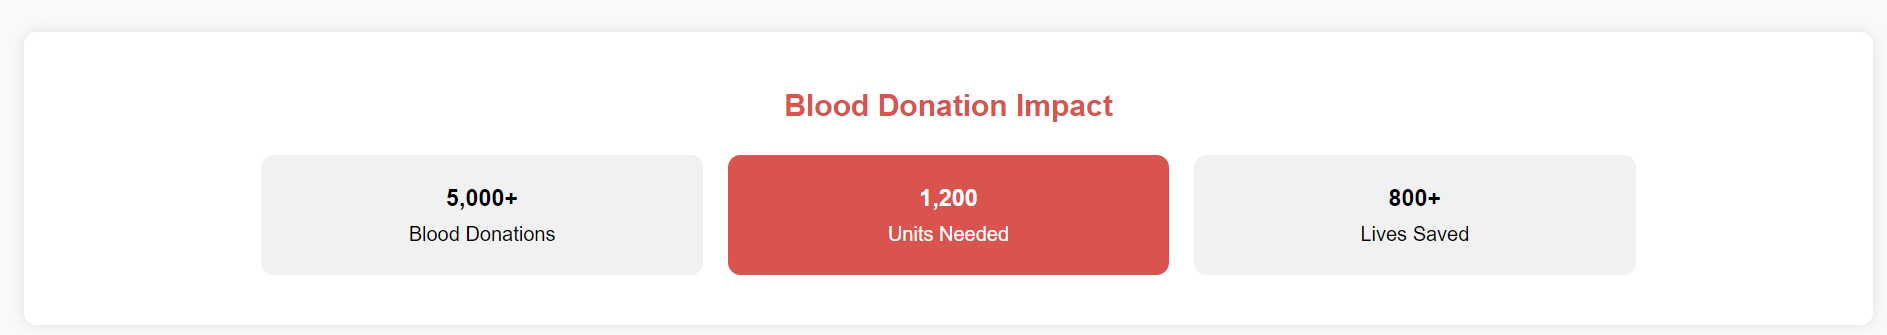 Blood Donation Impact
5,000+
Blood Donations
1,200
Units Needed
800+
Lives Saved